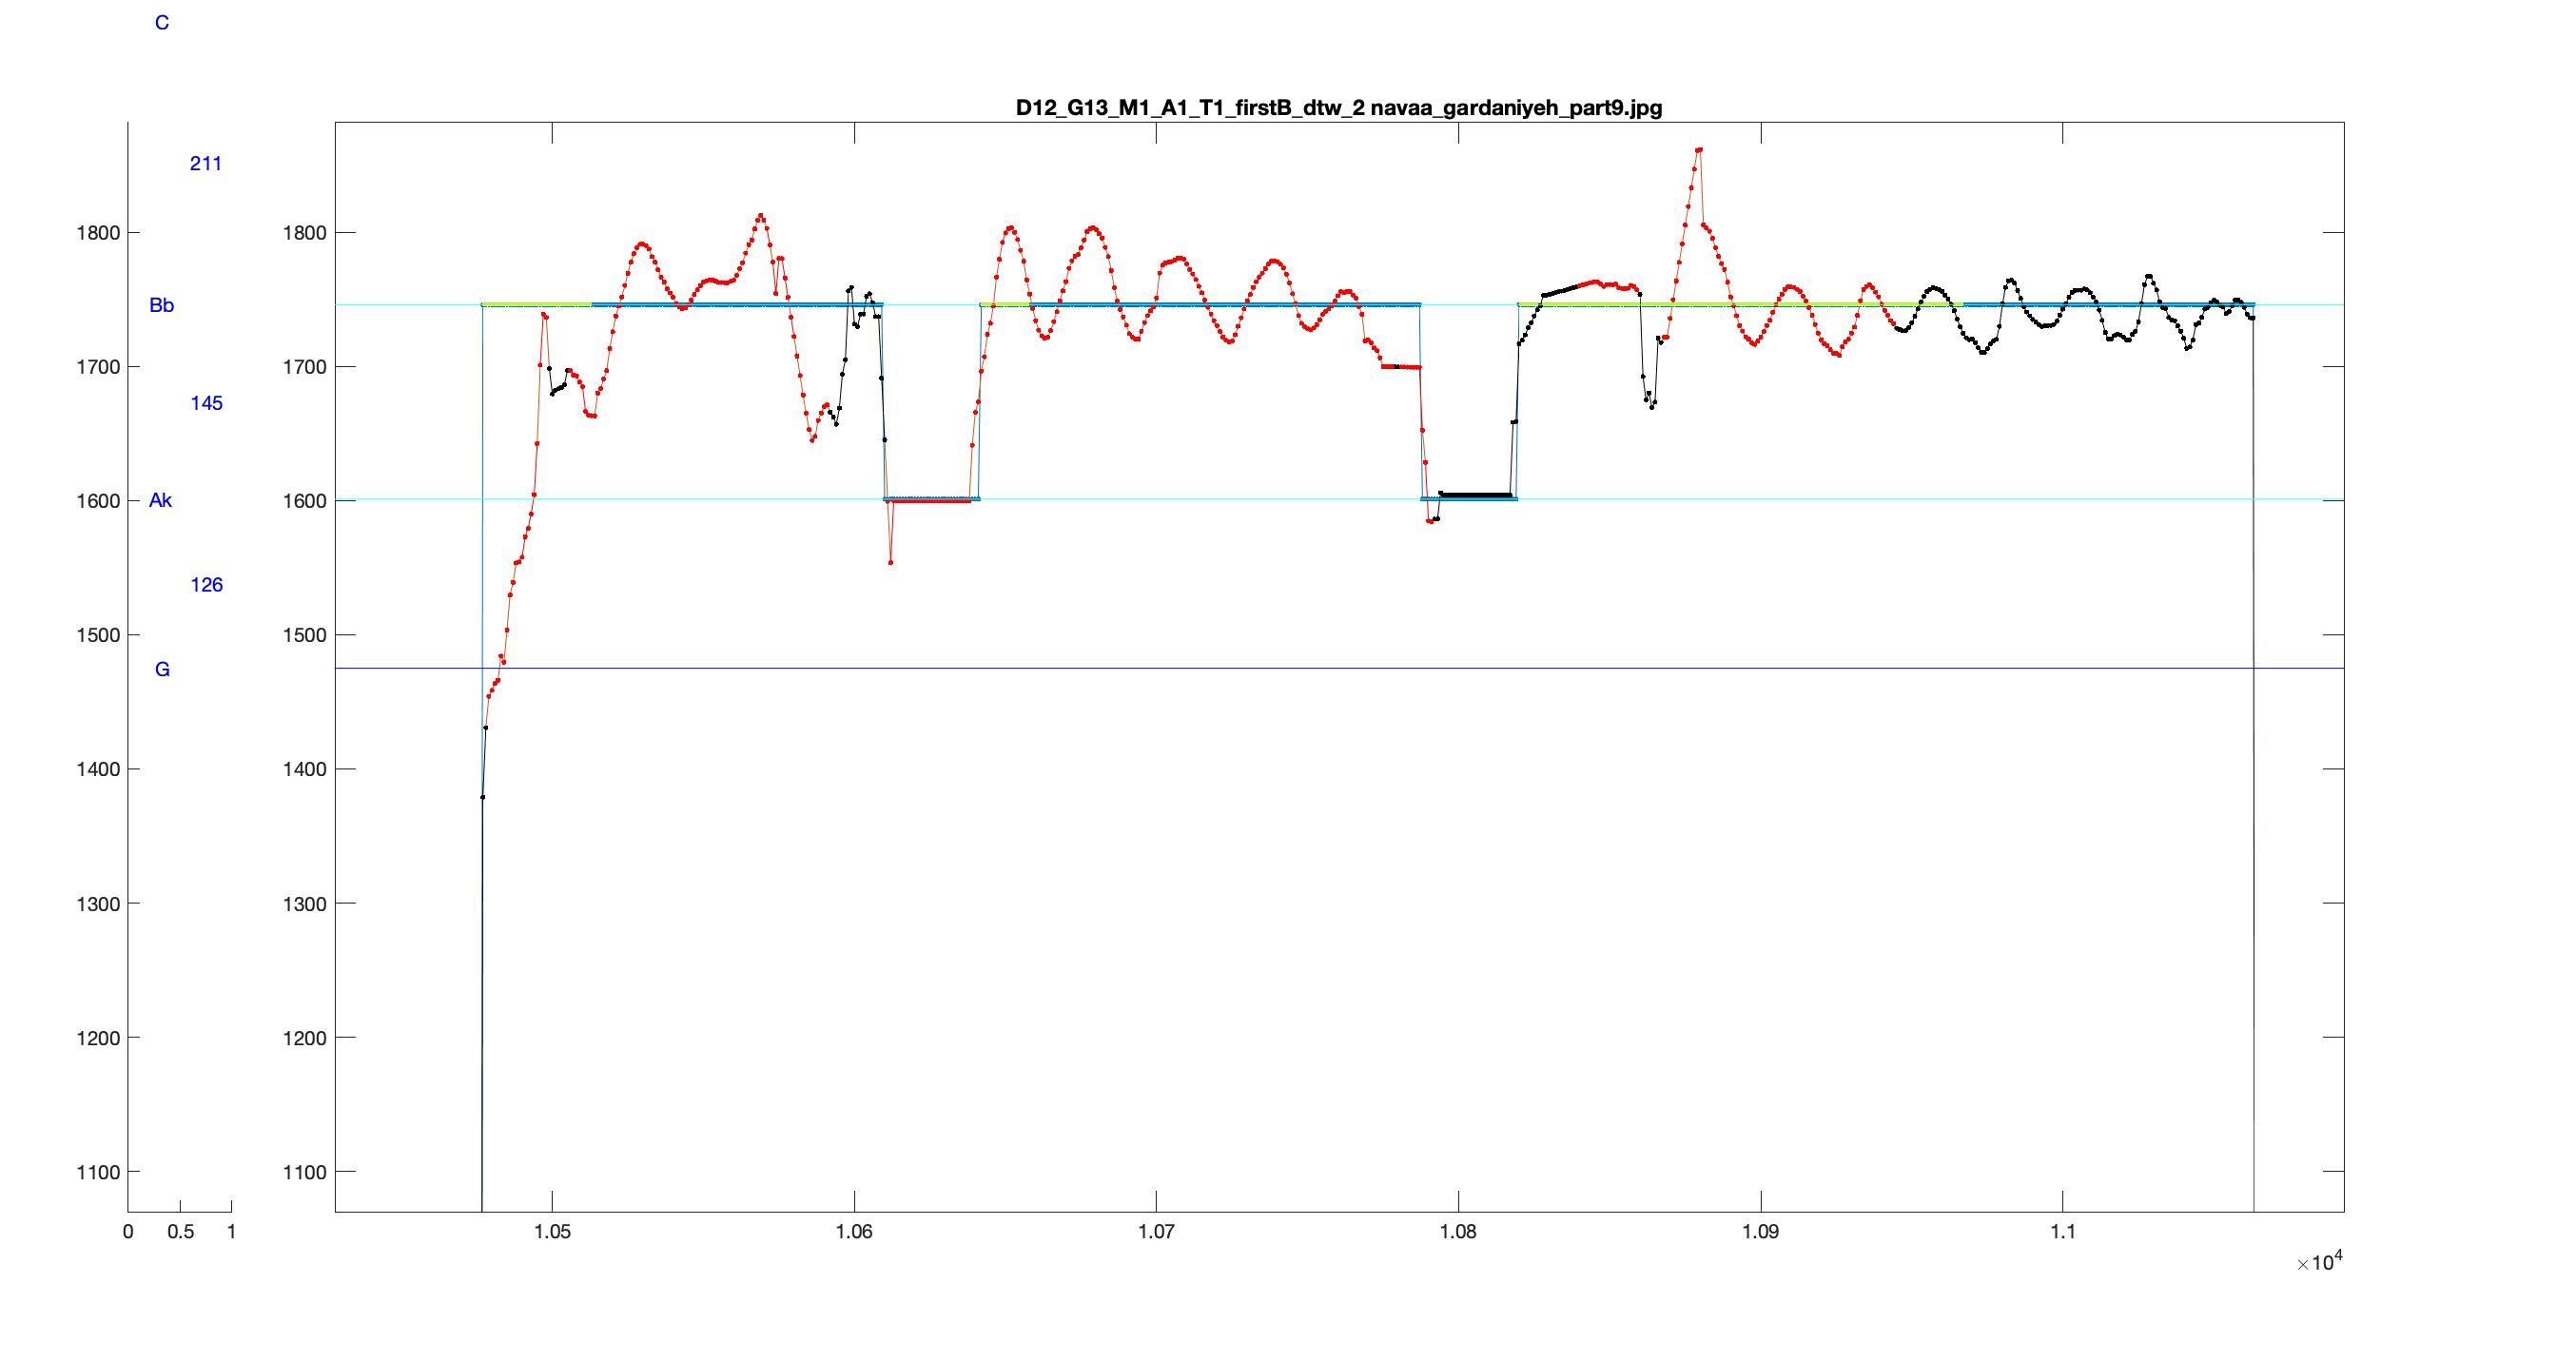 C
D12_G13_M1_A1_T1_firstB_dtw_2 navaa_gardaniyeh_part9.jpg
211
1800 1800
Bb
1700 1700
145
1600 Ak 1600
126
1500 1500
G
1400 1400
1300 1300
1200 1200
1100 1100
0 0.5 1 1.05 1.06 1.07 1.08 1.09 1.1
×10^4